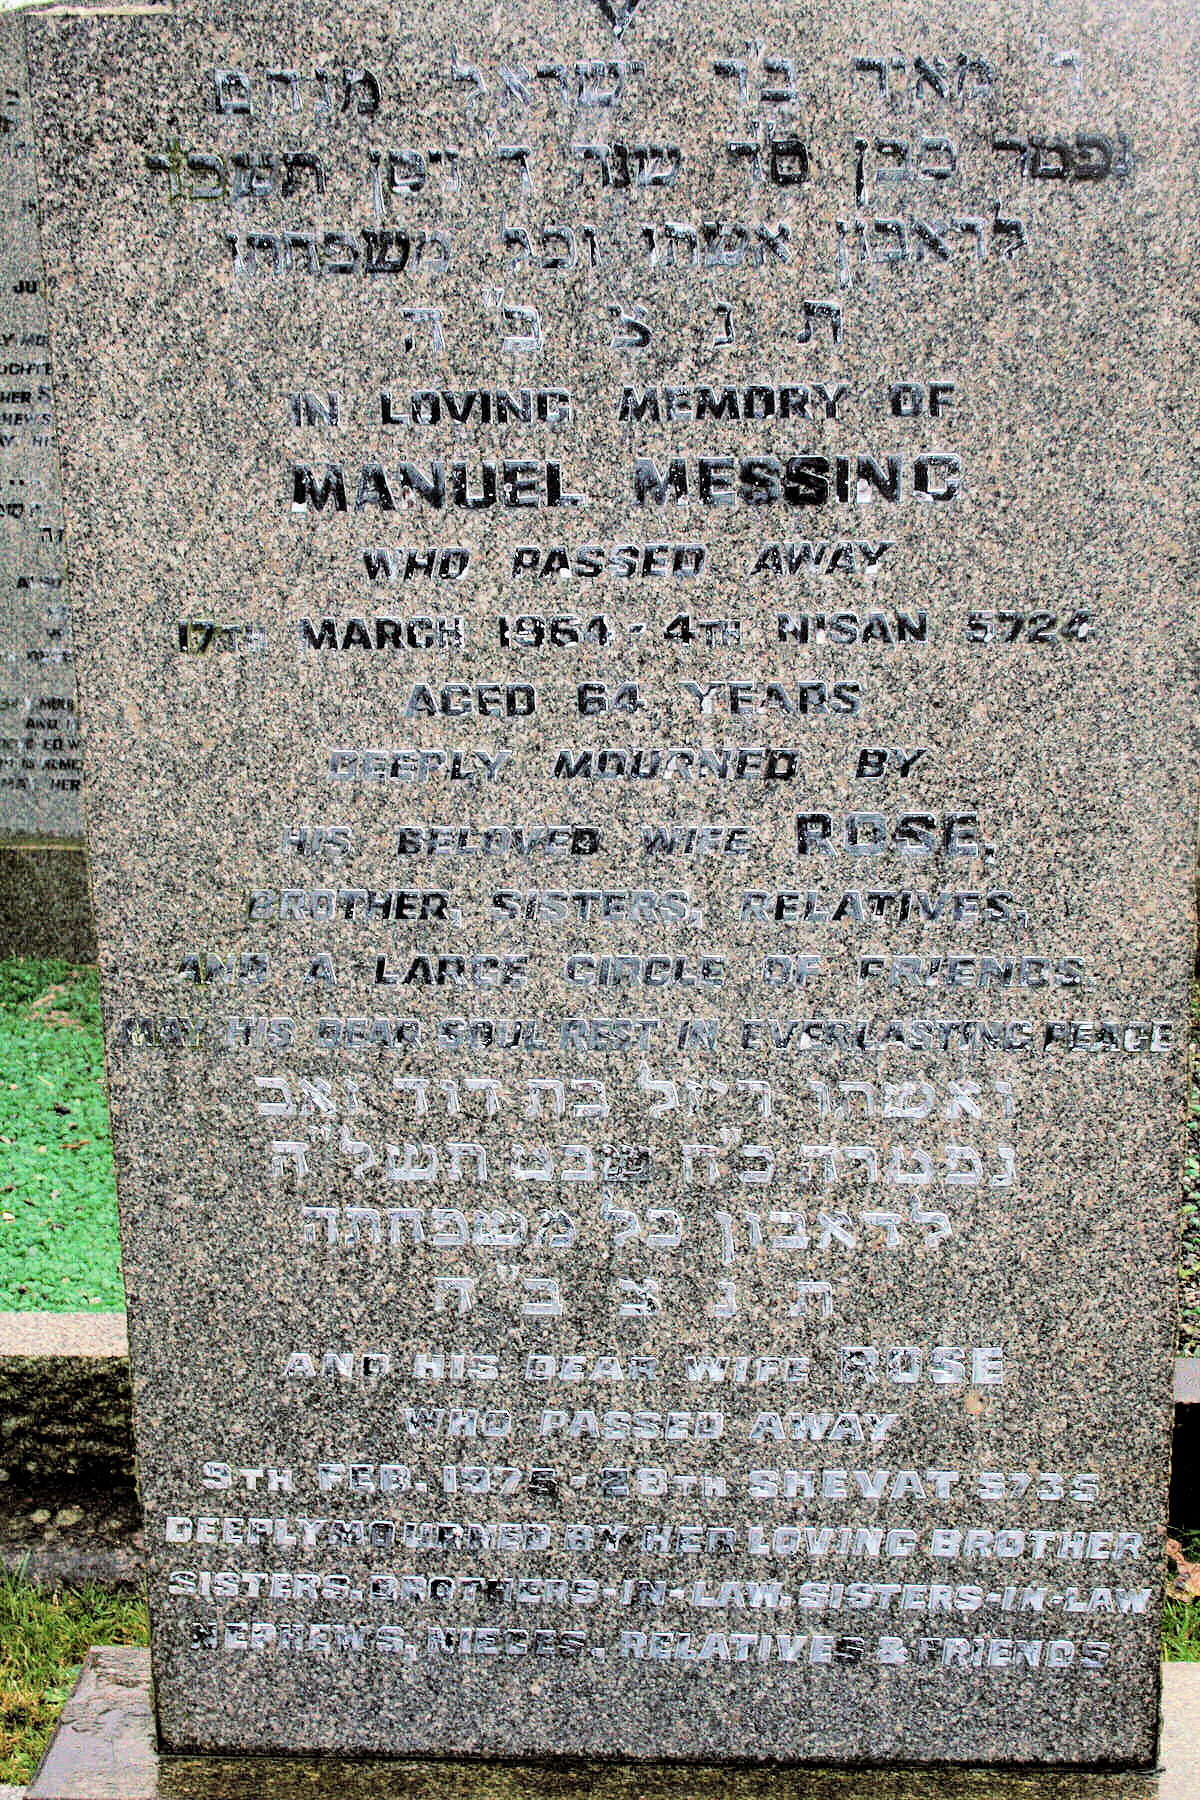 ר' מאיר בר ישראל מנחם
נפטר כבן ס"ד שנה ד' ניסן תשכ"ד
לדאבון אשתו וכל משפחתו
ת נ צ ב"ה
IN LOVING MEMORY OF
MANUEL MESSING
WHO PASSED AWAY
17TH MARCH 1964 - 4TH NISAN 5724
AGED 64 YEARS
DEEPLY MOURNED BY
HIS BELOVED WIFE ROSE,
BROTHER, SISTERS, RELATIVES,
AND A LARGE CIRCLE OF FRIENDS.
MAY HIS DEAR SOUL REST IN EVERLASTING PEACE
ואשתו רייזל בת דוד זאב
נפטרה כ"ח שבט תשל"ה
לדאבון כל משפחתה
ת נ צ ב"ה
AND HIS DEAR WIFE ROSE
WHO PASSED AWAY
9TH FEB. 1975 - 28TH SHEVAT 5735
DEEPLY MOURNED BY HER LOVING BROTHER
SISTERS, BROTHERS-IN-LAW, SISTERS-IN-LAW
NEPHEWS, NIECES, RELATIVES & FRIENDS